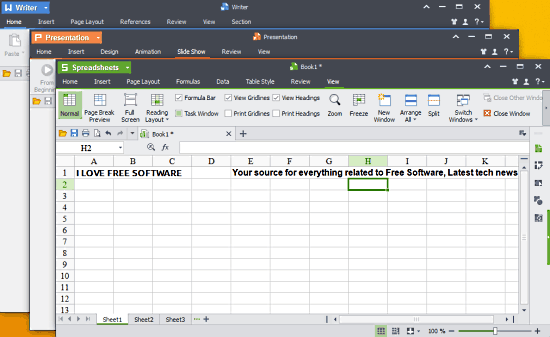 Writer
Writer
Home Insert Page Layout References Review View Section
Presentation
Presentation
Home Insert Design Animation Slide Show Review View
Paste
From
Beginning
Spreadsheets
Book1 *
Home Insert Page Layout Formulas Data Table Style Review View
Normal Page Break Preview Full Screen Reading Layout Formula Bar View Gridlines View Headings Zoom Freeze New Window Arrange All Split Switch Windows Close Other Window
Task Window Print Gridlines Print Headings Close Window
Book1 *
H2 fx
A B C D E F G H I J K
1 I LOVE FREE SOFTWARE Your source for everything related to Free Software, Latest tech news
2
3
4
5
6
7
8
9
10
11
12
13
Sheet1 Sheet2 Sheet3 ...
100 %